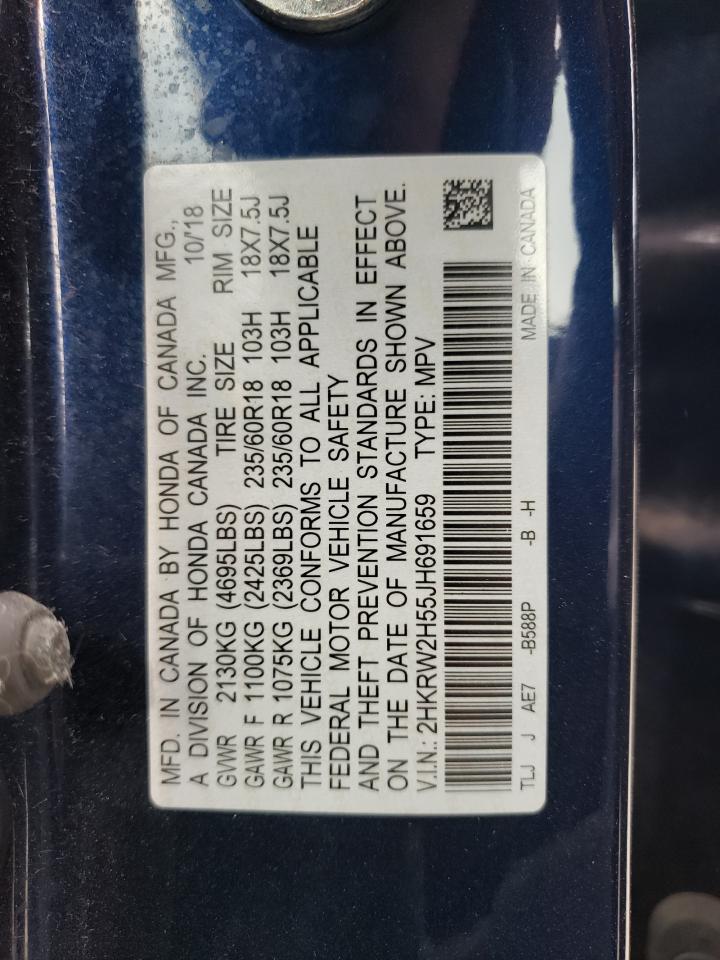 MFD. IN CANADA BY HONDA OF CANADA MFG.,
A DIVISION OF HONDA CANADA INC. 10/'18
GVWR 2130KG (4695LBS) TIRE SIZE RIM SIZE
GAWR F 1100KG (2425LBS) 235/60R18 103H 18X7.5J
GAWR R 1075KG (2369LBS) 235/60R18 103H 18X7.5J
THIS VEHICLE CONFORMS TO ALL APPLICABLE
FEDERAL MOTOR VEHICLE SAFETY
AND THEFT PREVENTION STANDARDS IN EFFECT
ON THE DATE OF MANUFACTURE SHOWN ABOVE.
V.I.N.: 2HKRW2H55JH691659 TYPE: MPV
TLJ J AE7 -B588P -B -H MADE IN CANADA